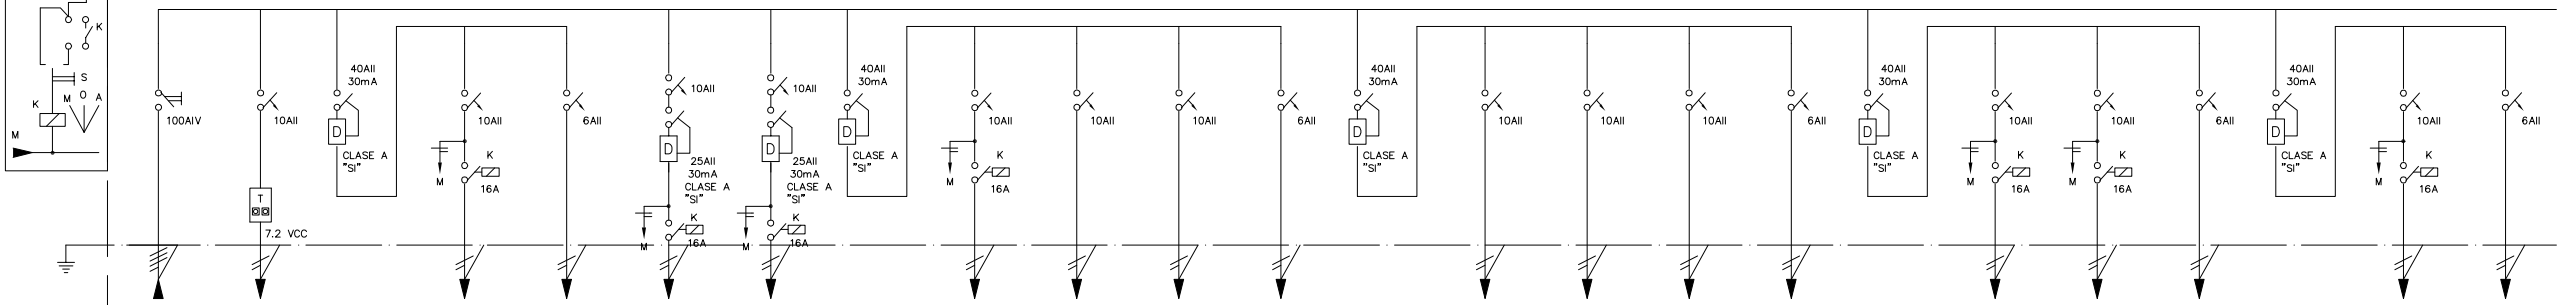 K
S
K
M
O
A
M
100AIV
10AII
T
7.2 VCC
40AII
30mA
D
CLASE A
"SI"
10AII
M
K
16A
6AII
10AII
D
25AII
30mA
CLASE A
"SI"
M
K
16A
10AII
D
25AII
30mA
CLASE A
"SI"
M
K
16A
40AII
30mA
D
CLASE A
"SI"
10AII
M
K
16A
10AII
10AII
6AII
40AII
30mA
D
CLASE A
"SI"
10AII
10AII
10AII
6AII
40AII
30mA
D
CLASE A
"SI"
10AII
M
K
16A
10AII
M
K
16A
6AII
40AII
30mA
D
CLASE A
"SI"
10AII
M
K
16A
6AII